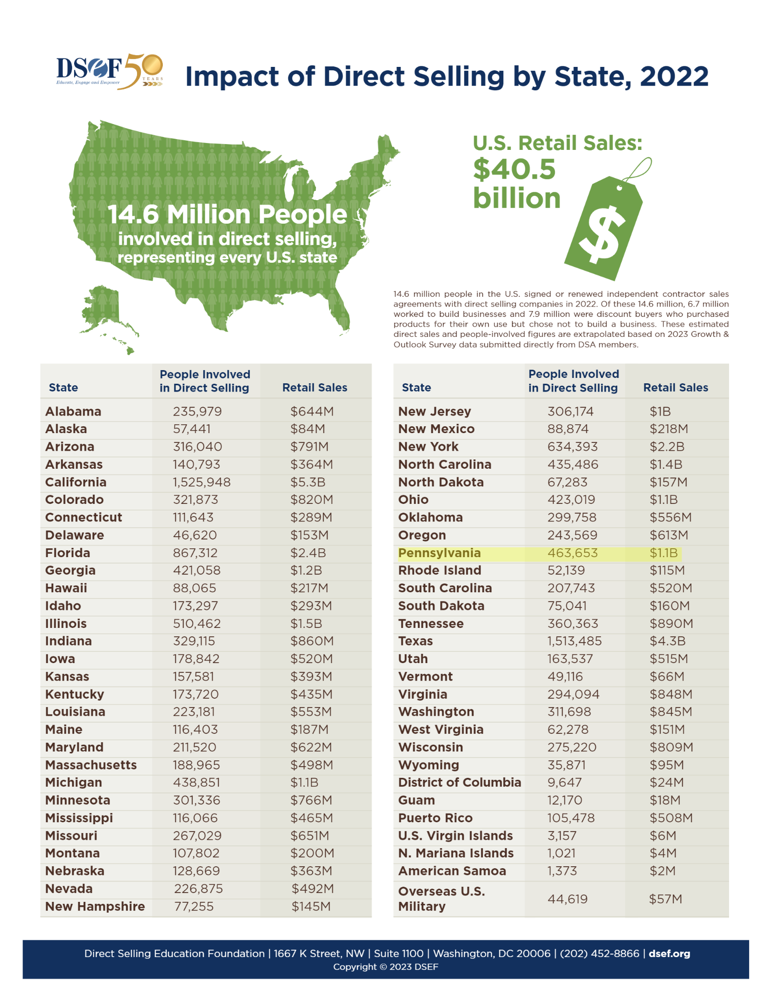 DSeF 50
YEARS
Educate, Engage and Empower
Impact of Direct Selling by State, 2022
14.6 Million People
involved in direct selling,
representing every U.S. state
U.S. Retail Sales:
$40.5
billion
$
14.6 million people in the U.S. signed or renewed independent contractor sales
agreements with direct selling companies in 2022. Of these 14.6 million, 6.7 million
worked to build businesses and 7.9 million were discount buyers who purchased
products for their own use but chose not to build a business. These estimated
direct sales and people-involved figures are extrapolated based on 2023 Growth &
Outlook Survey data submitted directly from DSA members.
State People Involved in Direct Selling Retail Sales
Alabama 235,979 $644M
Alaska 57,441 $84M
Arizona 316,040 $791M
Arkansas 140,793 $364M
California 1,525,948 $5.3B
Colorado 321,873 $820M
Connecticut 111,643 $289M
Delaware 46,620 $153M
Florida 867,312 $2.4B
Georgia 421,058 $1.2B
Hawaii 88,065 $217M
Idaho 173,297 $293M
Illinois 510,462 $1.5B
Indiana 329,115 $860M
Iowa 178,842 $520M
Kansas 157,581 $393M
Kentucky 173,720 $435M
Louisiana 223,181 $553M
Maine 116,403 $187M
Maryland 211,520 $622M
Massachusetts 188,965 $498M
Michigan 438,851 $1.1B
Minnesota 301,336 $766M
Mississippi 116,066 $465M
Missouri 267,029 $651M
Montana 107,802 $200M
Nebraska 128,669 $363M
Nevada 226,875 $492M
New Hampshire 77,255 $145M
State People Involved in Direct Selling Retail Sales
New Jersey 306,174 $1B
New Mexico 88,874 $218M
New York 634,393 $2.2B
North Carolina 435,486 $1.4B
North Dakota 67,283 $157M
Ohio 423,019 $1.1B
Oklahoma 299,758 $556M
Oregon 243,569 $613M
Pennsylvania 463,653 $1.1B
Rhode Island 52,139 $115M
South Carolina 207,743 $520M
South Dakota 75,041 $160M
Tennessee 360,363 $890M
Texas 1,513,485 $4.3B
Utah 163,537 $515M
Vermont 49,116 $66M
Virginia 294,094 $848M
Washington 311,698 $845M
West Virginia 62,278 $151M
Wisconsin 275,220 $809M
Wyoming 35,871 $95M
District of Columbia 9,647 $24M
Guam 12,170 $18M
Puerto Rico 105,478 $508M
U.S. Virgin Islands 3,157 $6M
N. Mariana Islands 1,021 $4M
American Samoa 1,373 $2M
Overseas U.S. Military 44,619 $57M
Direct Selling Education Foundation | 1667 K Street, NW | Suite 1100 | Washington, DC 20006 | (202) 452-8866 | dsef.org
Copyright © 2023 DSEF